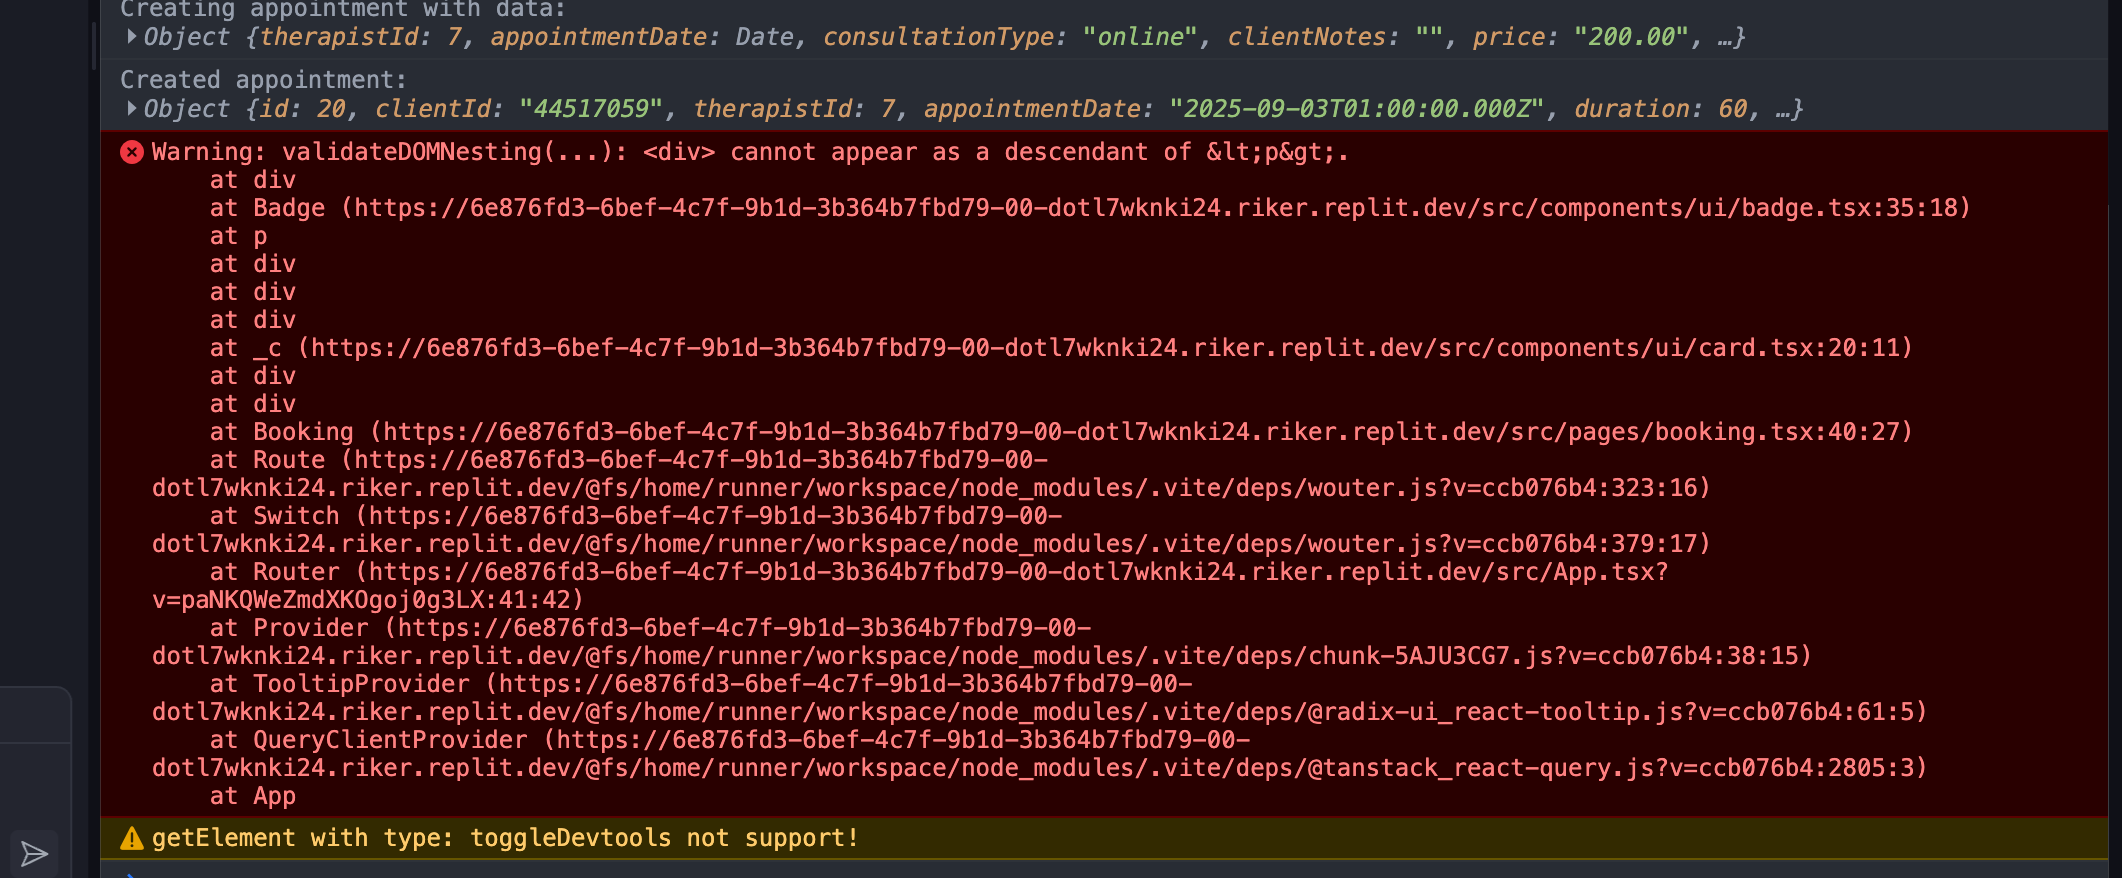 Creating appointment with data:
Object {therapistId: 7, appointmentDate: Date, consultationType: "online", clientNotes: "", price: "200.00", …}
Created appointment:
Object {id: 20, clientId: "44517059", therapistId: 7, appointmentDate: "2025-09-03T01:00:00.000Z", duration: 60, …}
Warning: validateDOMNesting(...): <div> cannot appear as a descendant of &lt;p&gt;.
at div
at Badge (https://6e876fd3-6bef-4c7f-9b1d-3b364b7fbd79-00-dotl7wknki24.riker.replit.dev/src/components/ui/badge.tsx:35:18)
at p
at div
at div
at div
at _c (https://6e876fd3-6bef-4c7f-9b1d-3b364b7fbd79-00-dotl7wknki24.riker.replit.dev/src/components/ui/card.tsx:20:11)
at div
at div
at Booking (https://6e876fd3-6bef-4c7f-9b1d-3b364b7fbd79-00-dotl7wknki24.riker.replit.dev/src/pages/booking.tsx:40:27)
at Route (https://6e876fd3-6bef-4c7f-9b1d-3b364b7fbd79-00-
dotl7wknki24.riker.replit.dev/@fs/home/runner/workspace/node_modules/.vite/deps/wouter.js?v=ccb076b4:323:16)
at Switch (https://6e876fd3-6bef-4c7f-9b1d-3b364b7fbd79-00-
dotl7wknki24.riker.replit.dev/@fs/home/runner/workspace/node_modules/.vite/deps/wouter.js?v=ccb076b4:379:17)
at Router (https://6e876fd3-6bef-4c7f-9b1d-3b364b7fbd79-00-dotl7wknki24.riker.replit.dev/src/App.tsx?
v=paNKQWeZmdXKOgoj0g3LX:41:42)
at Provider (https://6e876fd3-6bef-4c7f-9b1d-3b364b7fbd79-00-
dotl7wknki24.riker.replit.dev/@fs/home/runner/workspace/node_modules/.vite/deps/chunk-5AJU3CG7.js?v=ccb076b4:38:15)
at TooltipProvider (https://6e876fd3-6bef-4c7f-9b1d-3b364b7fbd79-00-
dotl7wknki24.riker.replit.dev/@fs/home/runner/workspace/node_modules/.vite/deps/@radix-ui_react-tooltip.js?v=ccb076b4:61:5)
at QueryClientProvider (https://6e876fd3-6bef-4c7f-9b1d-3b364b7fbd79-00-
dotl7wknki24.riker.replit.dev/@fs/home/runner/workspace/node_modules/.vite/deps/@tanstack_react-query.js?v=ccb076b4:2805:3)
at App
getElement with type: toggleDevtools not support!